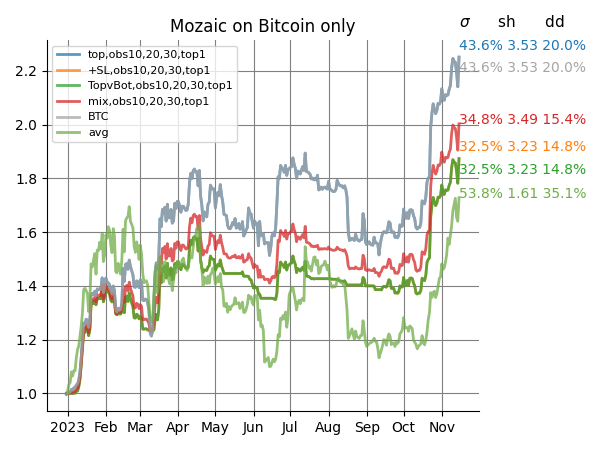 Mozaic on Bitcoin only
σ sh dd
43.6% 3.53 20.0%
43.6% 3.53 20.0%
34.8% 3.49 15.4%
32.5% 3.23 14.8%
32.5% 3.23 14.8%
53.8% 1.61 35.1%
top,obs10,20,30,top1
+SL,obs10,20,30,top1
TopvBot,obs10,20,30,top1
mix,obs10,20,30,top1
BTC
avg
2.2
2.0
1.8
1.6
1.4
1.2
1.0
2023 Feb Mar Apr May Jun Jul Aug Sep Oct Nov